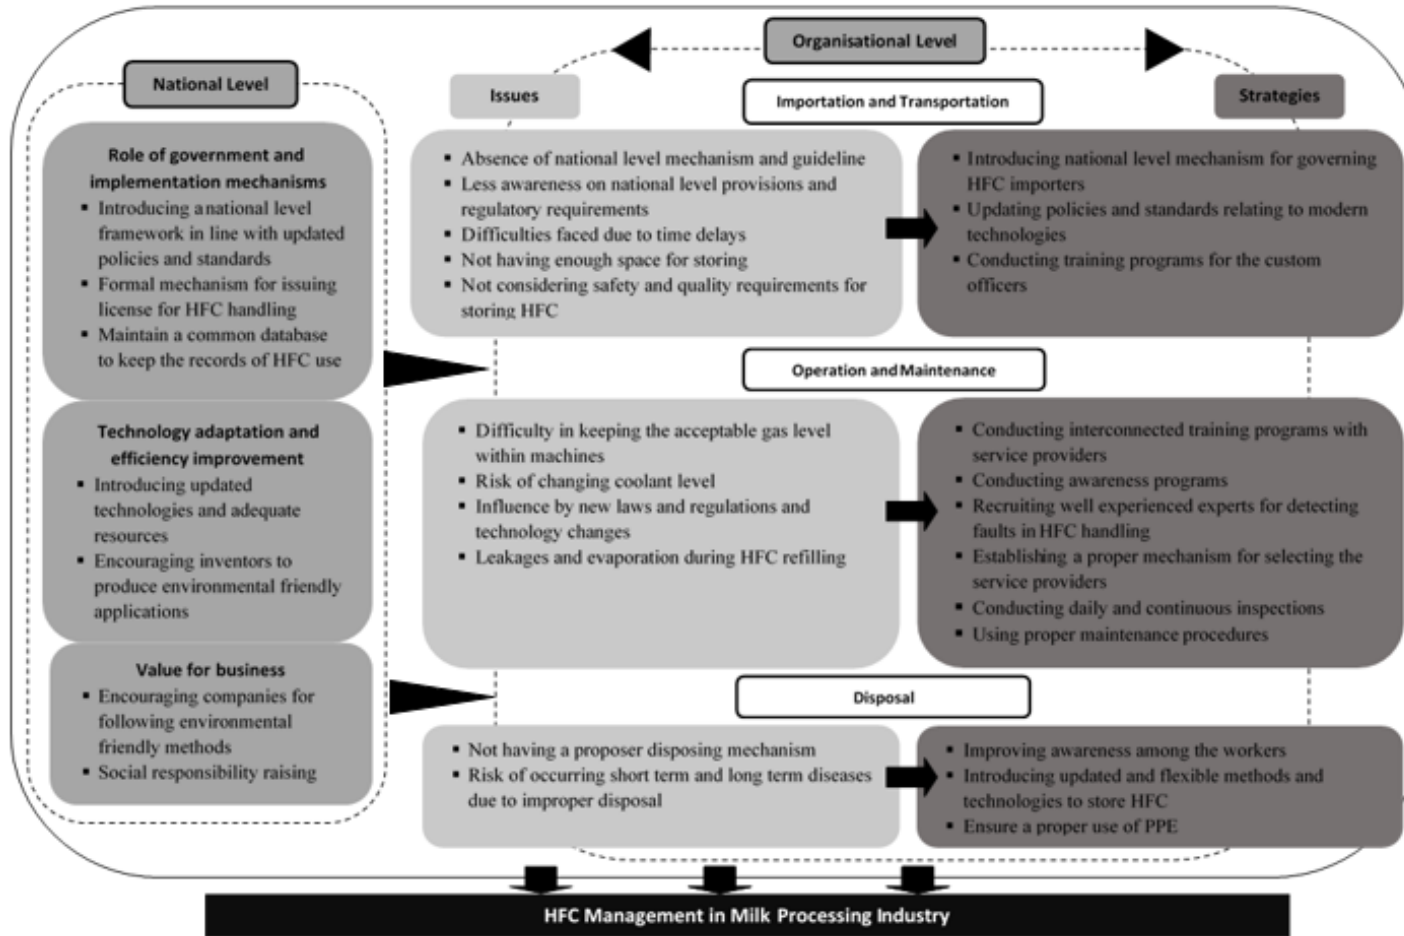 Organisational Level
National Level
Issues
Importation and Transportation
Strategies
Role of government and
implementation mechanisms
▪ Introducing a national level
framework in line with updated
policies and standards
▪ Formal mechanism for issuing
license for HFC handling
▪ Maintain a common database
to keep the records of HFC use
Technology adaptation and
efficiency improvement
▪ Introducing updated
technologies and adequate
resources
▪ Encouraging inventors to
produce environmental friendly
applications
Value for business
▪ Encouraging companies for
following environmental
friendly methods
▪ Social responsibility raising
▪ Absence of national level mechanism and guideline
▪ Less awareness on national level provisions and
regulatory requirements
▪ Difficulties faced due to time delays
▪ Not having enough space for storing
▪ Not considering safety and quality requirements for
storing HFC
▪ Introducing national level mechanism for governing
HFC importers
▪ Updating policies and standards relating to modern
technologies
▪ Conducting training programs for the custom
officers
Operation and Maintenance
▪ Difficulty in keeping the acceptable gas level
within machines
▪ Risk of changing coolant level
▪ Influence by new laws and regulations and
technology changes
▪ Leakages and evaporation during HFC refilling
▪ Conducting interconnected training programs with
service providers
▪ Conducting awareness programs
▪ Recruiting well experienced experts for detecting
faults in HFC handling
▪ Establishing a proper mechanism for selecting the
service providers
▪ Conducting daily and continuous inspections
▪ Using proper maintenance procedures
Disposal
▪ Not having a proposer disposing mechanism
▪ Risk of occurring short term and long term diseases
due to improper disposal
▪ Improving awareness among the workers
▪ Introducing updated and flexible methods and
technologies to store HFC
▪ Ensure a proper use of PPE
HFC Management in Milk Processing Industry